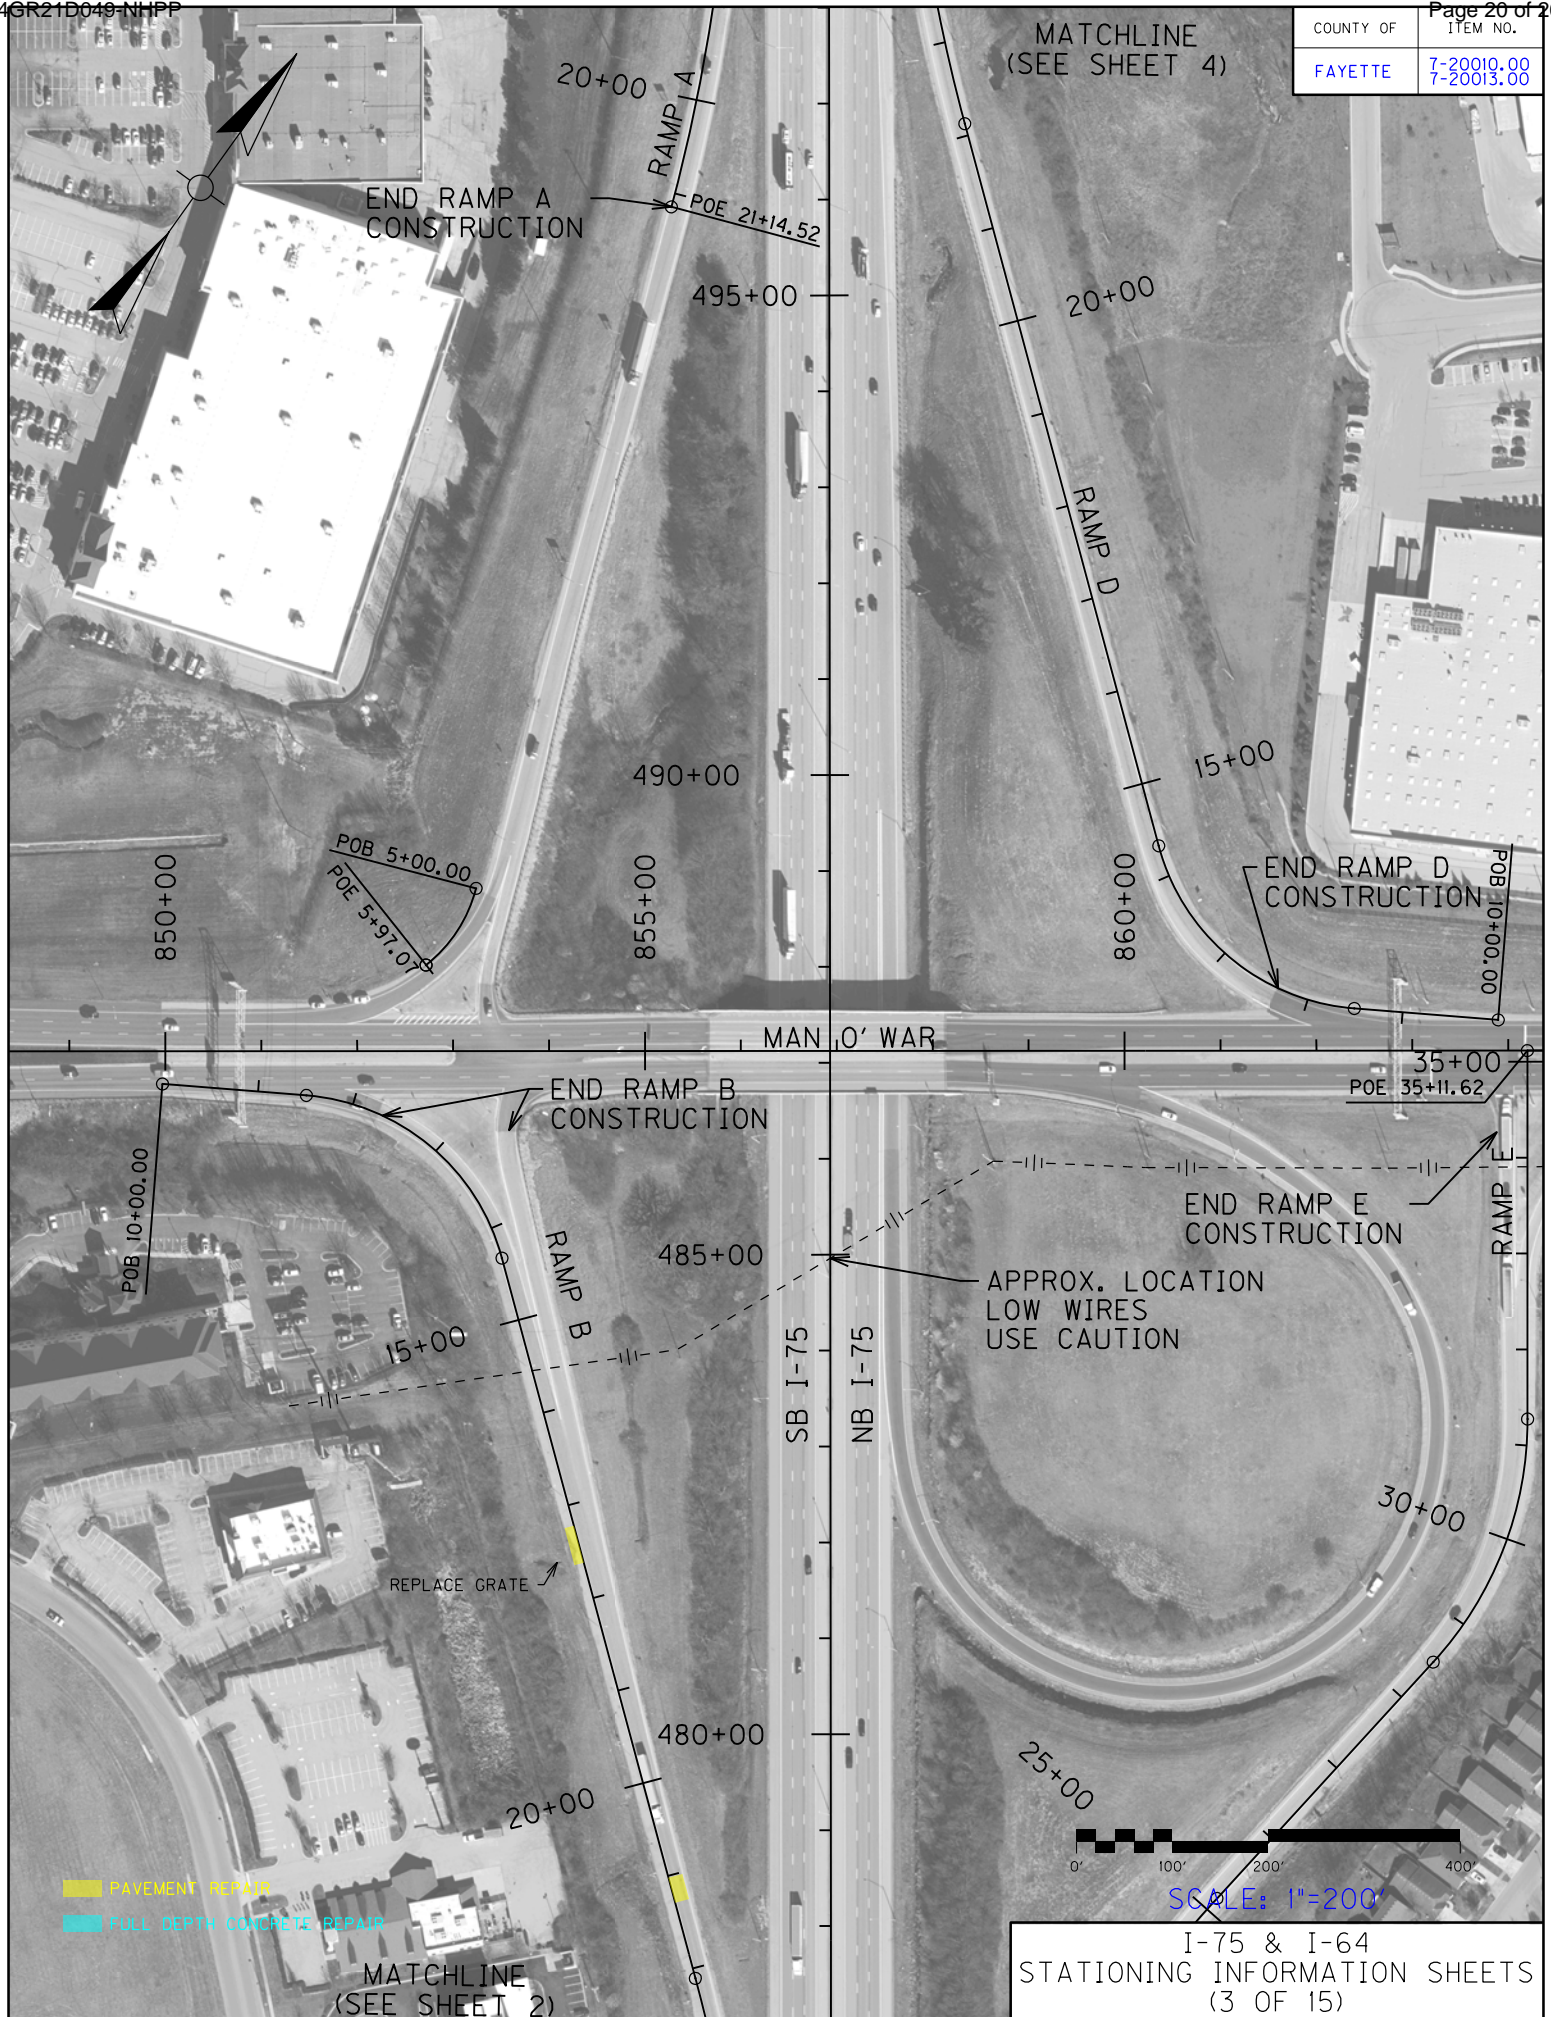 4GR21D049-NHPP
Page 20 of 2
COUNTY OF
ITEM NO.
FAYETTE
7-20010.00
7-20013.00
MATCHLINE
(SEE SHEET 4)
20+00
RAMP A
END RAMP A
CONSTRUCTION
POE 21+14.52
495+00
20+00
RAMP D
490+00
15+00
POB 5+00.00
POE 5+97.07
850+00
855+00
860+00
END RAMP D
CONSTRUCTION
POB 10+00.00
MAN O' WAR
35+00
POE 35+11.62
END RAMP B
CONSTRUCTION
POB 10+00.00
RAMP B
485+00
END RAMP E
CONSTRUCTION
RAMP E
APPROX. LOCATION
LOW WIRES
USE CAUTION
15+00
SB I-75
NB I-75
30+00
REPLACE GRATE
480+00
25+00
20+00
0'
100'
200'
400'
SCALE: 1"=200'
PAVEMENT REPAIR
FULL DEPTH CONCRETE REPAIR
MATCHLINE
(SEE SHEET 2)
I-75 & I-64
STATIONING INFORMATION SHEETS
(3 OF 15)